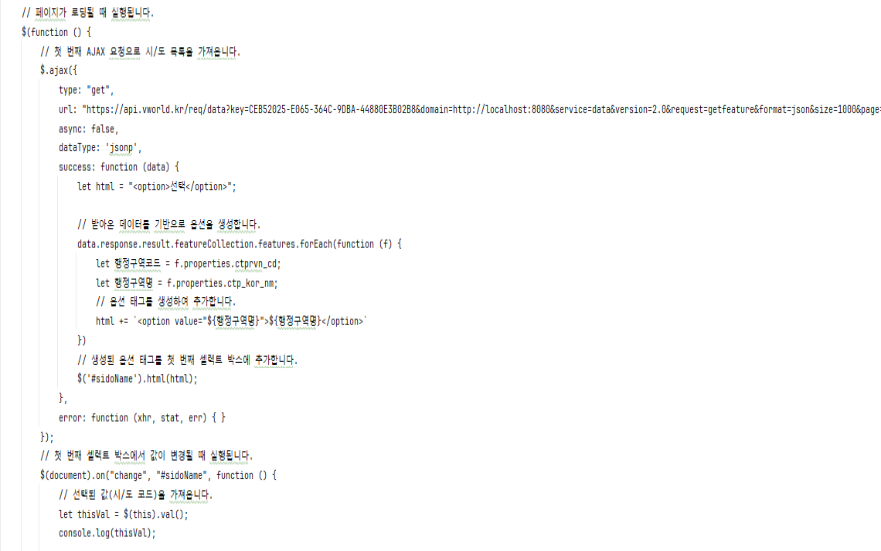 // 페이지가 로딩될 때 실행됩니다.
$(function () {
// 첫 번째 AJAX 요청으로 시/도 목록을 가져옵니다.
$.ajax({
type: "get",
url: "https://api.vworld.kr/req/data?key=CEB52025-E065-364C-9DBA-44880E3B02B8&domain=http://localhost:8080&service=data&version=2.0&request=getfeature&format=json&size=1000&page=
async: false,
dataType: 'jsonp',
success: function (data) {
let html = "<option>선택</option>";
// 받아온 데이터를 기반으로 옵션을 생성합니다.
data.response.result.featureCollection.features.forEach(function (f) {
let 행정구역코드 = f.properties.ctprvn_cd;
let 행정구역명 = f.properties.ctp_kor_nm;
// 옵션 태그를 생성하여 추가합니다.
html += `<option value="${행정구역명}">${행정구역명}</option>`
})
// 생성된 옵션 태그를 첫 번째 셀렉트 박스에 추가합니다.
$('#sidoName').html(html);
},
error: function (xhr, stat, err) { }
});
// 첫 번째 셀렉트 박스에서 값이 변경될 때 실행됩니다.
$(document).on("change", "#sidoName", function () {
// 선택된 값(시/도 코드)을 가져옵니다.
let thisVal = $(this).val();
console.log(thisVal);